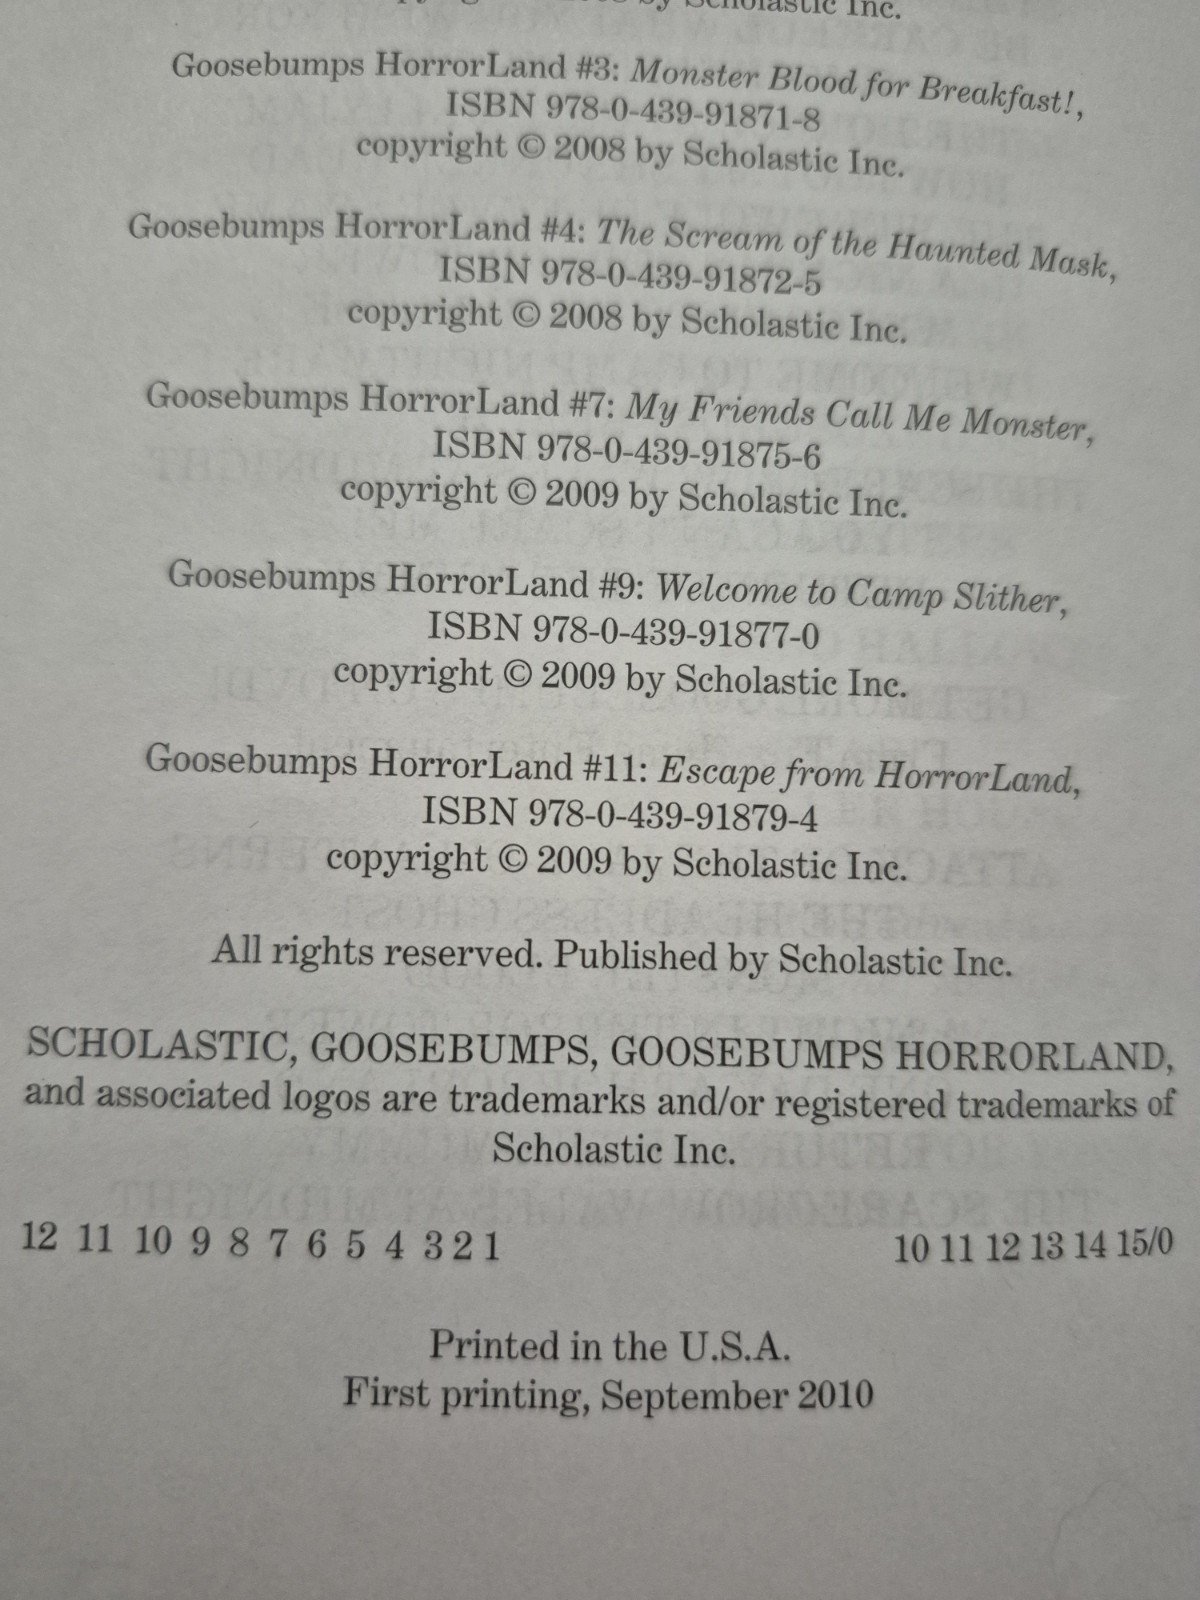 by Scholastic Inc.
Goosebumps HorrorLand #3: Monster Blood for Breakfast!,
ISBN 978-0-439-91871-8
copyright © 2008 by Scholastic Inc.
Goosebumps HorrorLand #4: The Scream of the Haunted Mask,
ISBN 978-0-439-91872-5
copyright © 2008 by Scholastic Inc.
Goosebumps HorrorLand #7: My Friends Call Me Monster,
ISBN 978-0-439-91875-6
copyright © 2009 by Scholastic Inc.
Goosebumps HorrorLand #9: Welcome to Camp Slither,
ISBN 978-0-439-91877-0
copyright © 2009 by Scholastic Inc.
Goosebumps HorrorLand #11: Escape from HorrorLand,
ISBN 978-0-439-91879-4
copyright © 2009 by Scholastic Inc.
All rights reserved. Published by Scholastic Inc.
SCHOLASTIC, GOOSEBUMPS, GOOSEBUMPS HORRORLAND,
and associated logos are trademarks and/or registered trademarks of
Scholastic Inc.
12 11 10 9 8 7 6 5 4 3 2 1 10 11 12 13 14 15/0
Printed in the U.S.A.
First printing, September 2010